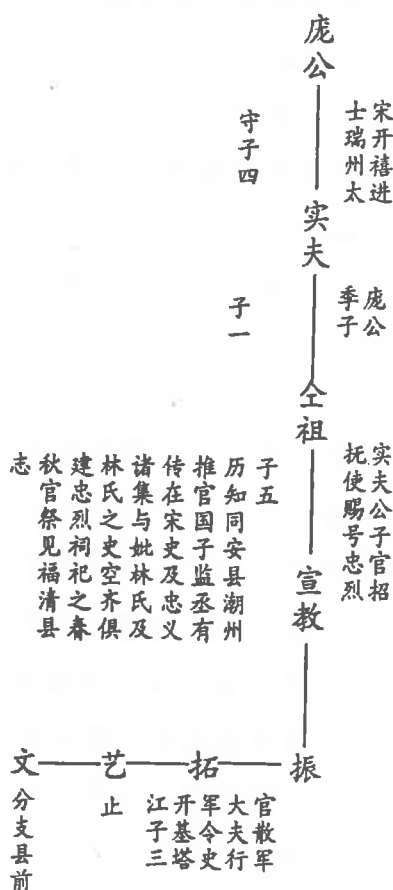 庞公
宋开禧进
士瑞州太
守子四
实夫
庞公
季子
子一
仝祖
实夫公子官招
抚使赐号忠烈
子五
历知同安县潮州
推官国子监丞有
传在宋史及忠义
诸集与妣林氏及
林氏之史空齐俱
建忠烈祠祀之春
秋官祭见福清县
志
宣教
振
官散军
大夫行
军令史
开基塔
江子三
拓
艺
止
文
分支县前